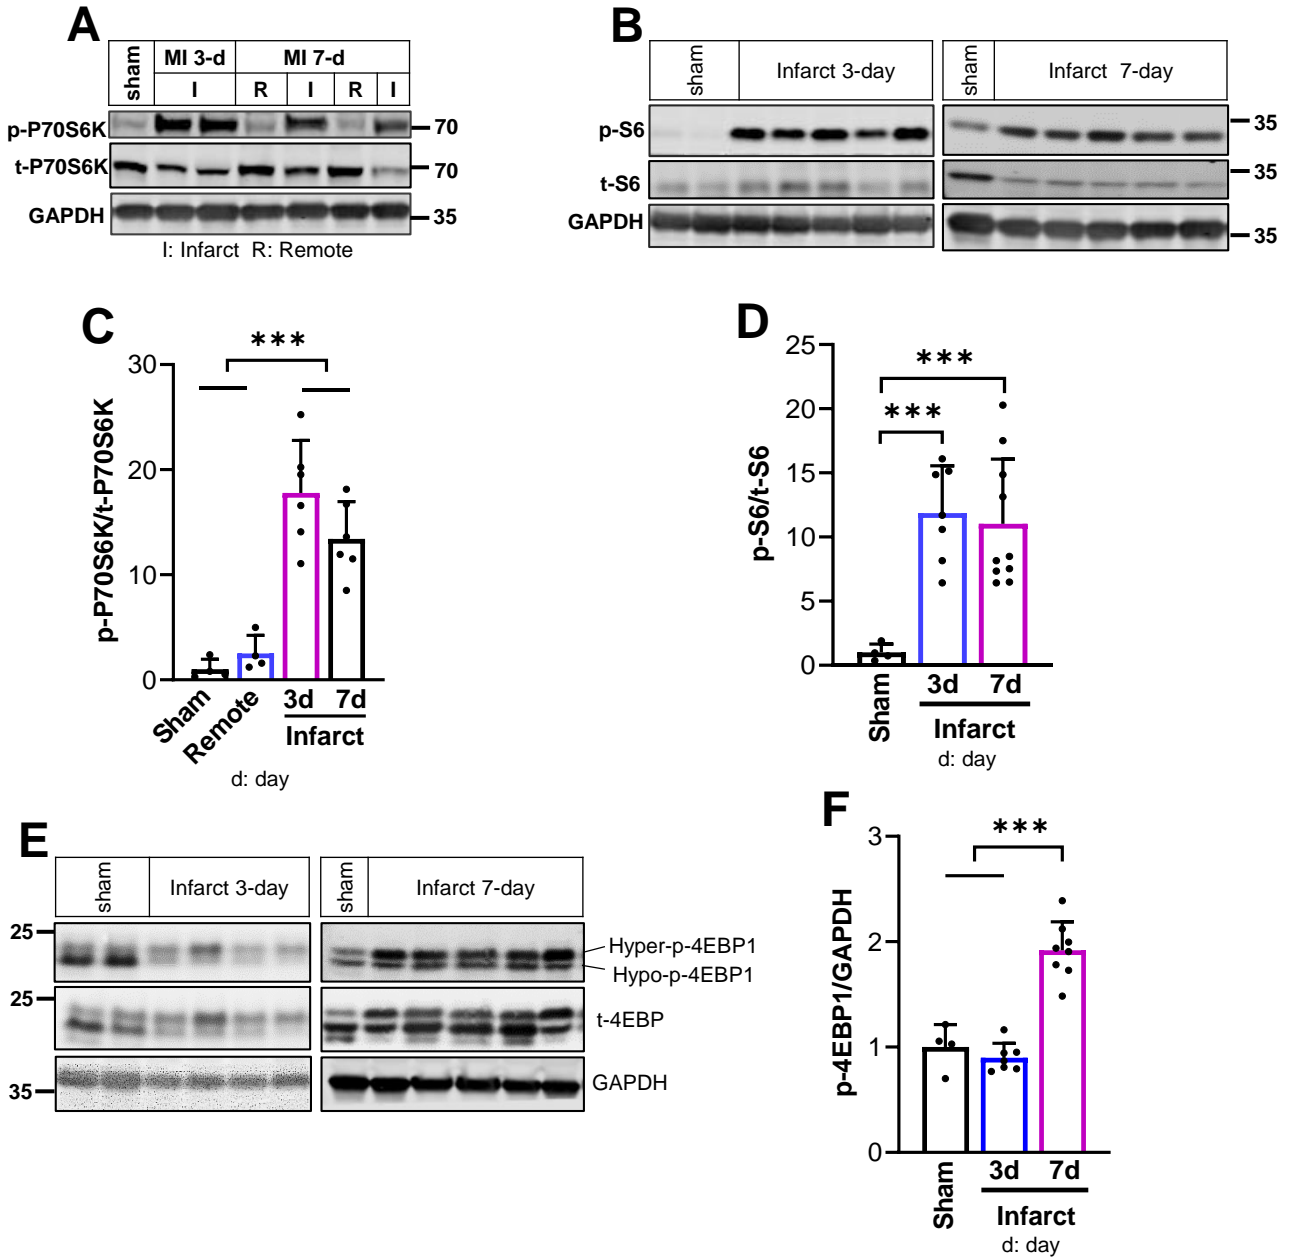 A
sham
MI 3-d
MI 7-d
I
R
I
R
I
p-P70S6K
70
t-P70S6K
70
GAPDH
35
I: Infarct R: Remote
B
sham
Infarct 3-day
sham
Infarct 7-day
p-S6
35
t-S6
35
GAPDH
35
C
***
30
20
10
0
p-P70S6K/t-P70S6K
Sham
Remote
3d
7d
Infarct
d: day
D
***
***
25
20
15
10
5
0
p-S6/t-S6
Sham
3d
7d
Infarct
d: day
E
sham
Infarct 3-day
sham
Infarct 7-day
25
Hyper-p-4EBP1
Hypo-p-4EBP1
25
t-4EBP
35
GAPDH
F
***
3
2
1
0
p-4EBP1/GAPDH
Sham
3d
7d
Infarct
d: day